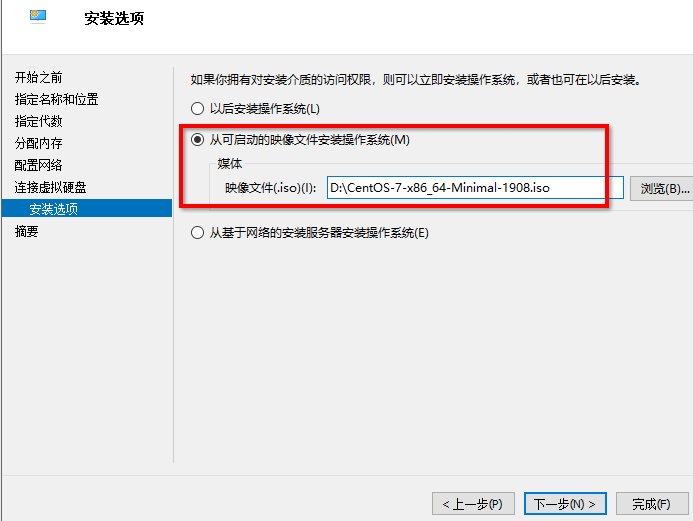 安装选项
开始之前
指定名称和位置
指定代数
分配内存
配置网络
连接虚拟硬盘
安装选项
摘要
如果你拥有对安装介质的访问权限，则可以立即安装操作系统，或者也可在以后安装。
以后安装操作系统(L)
从可启动的映像文件安装操作系统(M)
媒体
映像文件(.iso)(I): D:\CentOS-7-x86_64-Minimal-1908.iso 浏览(B)...
从基于网络的安装服务器安装操作系统(E)
< 上一步(P) 下一步(N) > 完成(F)